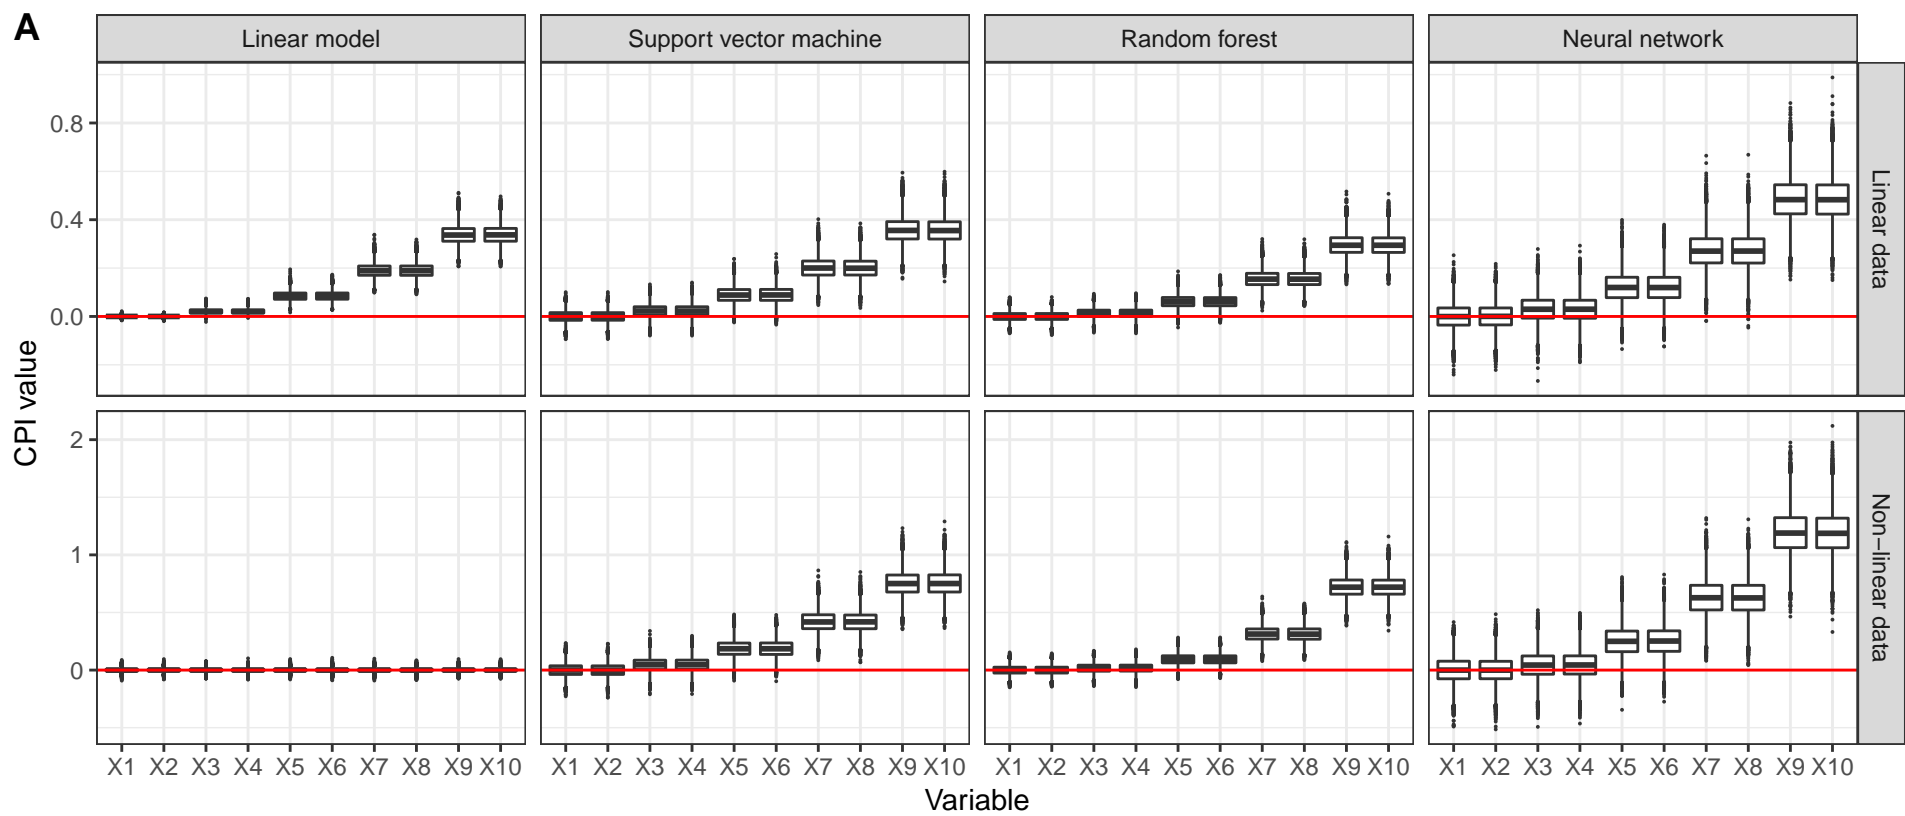 A
Linear model
Support vector machine
Random forest
Neural network
CPI value
0.8
0.4
0.0
Linear data
2
1
0
Non−linear data
X1 X2 X3 X4 X5 X6 X7 X8 X9 X10
X1 X2 X3 X4 X5 X6 X7 X8 X9 X10
X1 X2 X3 X4 X5 X6 X7 X8 X9 X10
X1 X2 X3 X4 X5 X6 X7 X8 X9 X10
Variable